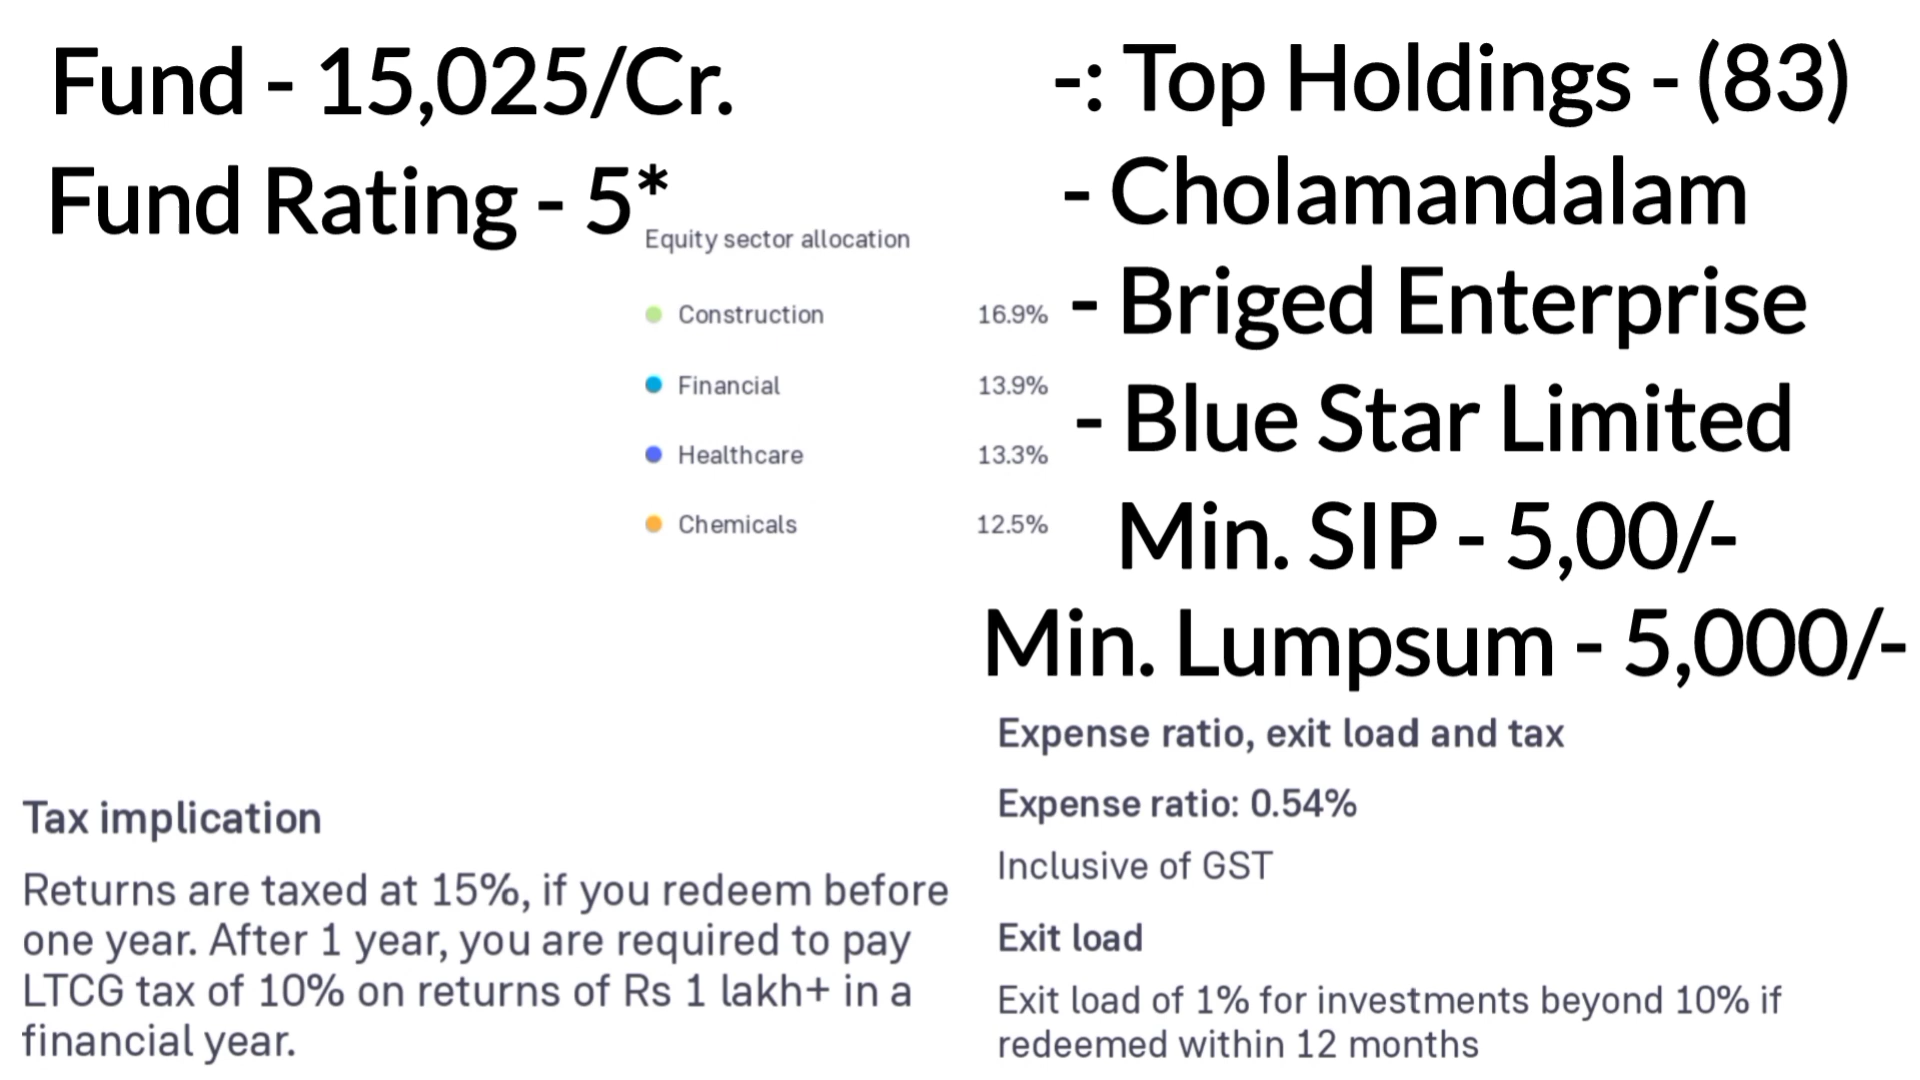 Fund - 15,025/Cr.
Fund Rating - 5*
Equity sector allocation
Construction 16.9%
Financial 13.9%
Healthcare 13.3%
Chemicals 12.5%
-: Top Holdings - (83)
- Cholamandalam
- Briged Enterprise
- Blue Star Limited
Min. SIP - 5,00/-
Min. Lumpsum - 5,000/-
Tax implication
Returns are taxed at 15%, if you redeem before
one year. After 1 year, you are required to pay
LTCG tax of 10% on returns of Rs 1 lakh+ in a
financial year.
Expense ratio, exit load and tax
Expense ratio: 0.54%
Inclusive of GST
Exit load
Exit load of 1% for investments beyond 10% if
redeemed within 12 months